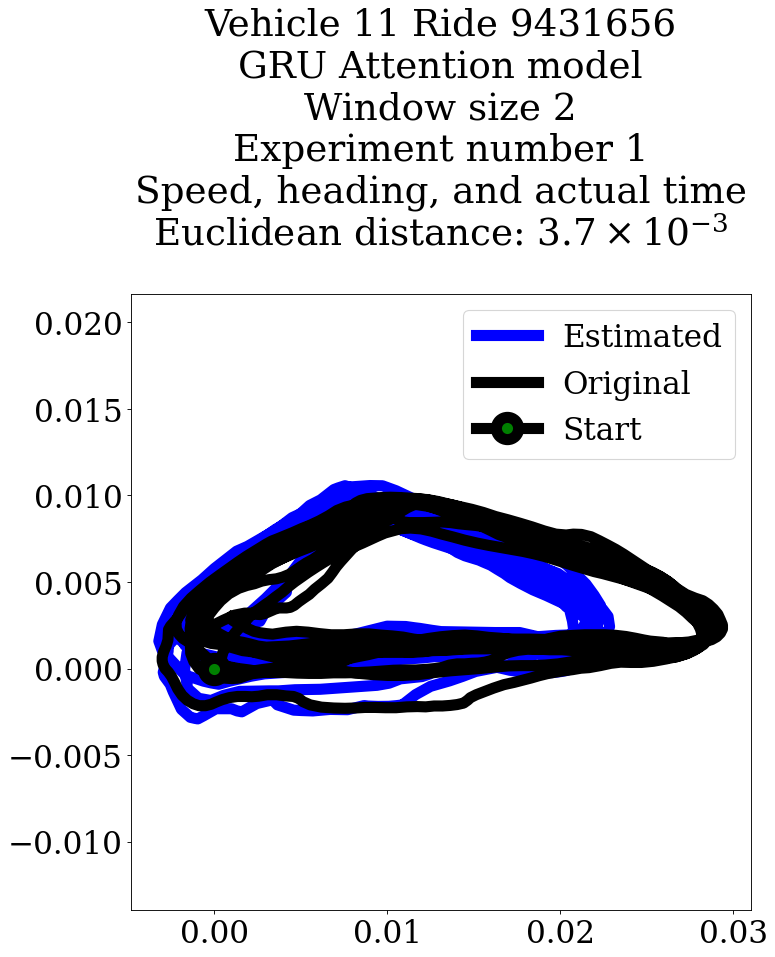 Vehicle 11 Ride 9431656
GRU Attention model
Window size 2
Experiment number 1
Speed, heading, and actual time
Euclidean distance: 3.7 × 10⁻³
Estimated
Original
Start
0.020
0.015
0.010
0.005
0.000
−0.005
−0.010
0.00 0.01 0.02 0.03